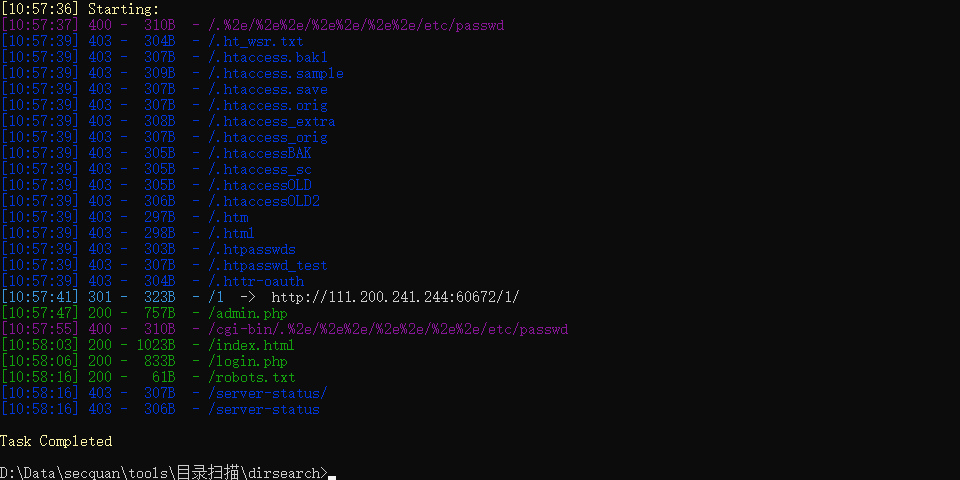 [10:57:36] Starting:
[10:57:37] 400 -  310B  - /.%2e/%2e%2e/%2e%2e/%2e%2e/etc/passwd
[10:57:39] 403 -  304B  - /.ht_wsr.txt
[10:57:39] 403 -  307B  - /.htaccess.bak1
[10:57:39] 403 -  309B  - /.htaccess.sample
[10:57:39] 403 -  307B  - /.htaccess.save
[10:57:39] 403 -  307B  - /.htaccess.orig
[10:57:39] 403 -  308B  - /.htaccess_extra
[10:57:39] 403 -  307B  - /.htaccess_orig
[10:57:39] 403 -  305B  - /.htaccessBAK
[10:57:39] 403 -  305B  - /.htaccess_sc
[10:57:39] 403 -  305B  - /.htaccessOLD
[10:57:39] 403 -  306B  - /.htaccessOLD2
[10:57:39] 403 -  297B  - /.htm
[10:57:39] 403 -  298B  - /.html
[10:57:39] 403 -  303B  - /.htpasswds
[10:57:39] 403 -  307B  - /.htpasswd_test
[10:57:39] 403 -  304B  - /.httr-oauth
[10:57:41] 301 -  323B  - /1  ->  http://111.200.241.244:60672/1/
[10:57:47] 200 -  757B  - /admin.php
[10:57:55] 400 -  310B  - /cgi-bin/.%2e/%2e%2e/%2e%2e/%2e%2e/etc/passwd
[10:58:03] 200 - 1023B  - /index.html
[10:58:06] 200 -  833B  - /login.php
[10:58:16] 200 -   61B  - /robots.txt
[10:58:16] 403 -  307B  - /server-status/
[10:58:16] 403 -  306B  - /server-status
Task Completed
D:\Data\secquan\tools\目录扫描\dirsearch>